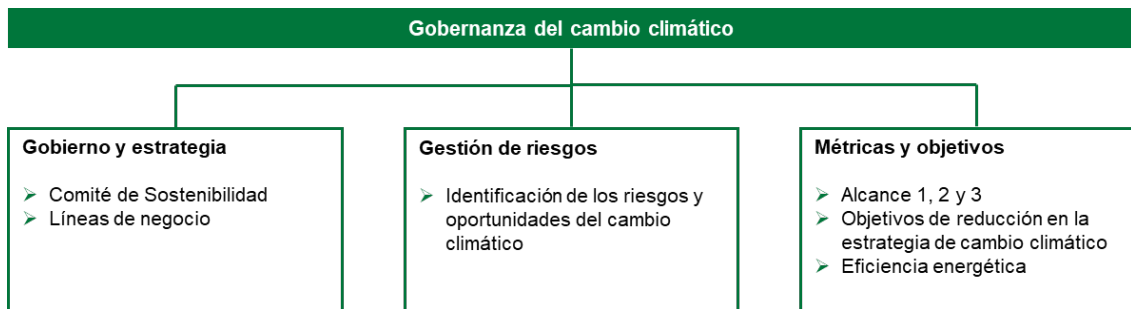 Gobernanza del cambio climático
Gobierno y estrategia
Comité de Sostenibilidad
Líneas de negocio
Gestión de riesgos
Identificación de los riesgos y
oportunidades del cambio
climático
Métricas y objetivos
Alcance 1, 2 y 3
Objetivos de reducción en la
estrategia de cambio climático
Eficiencia energética